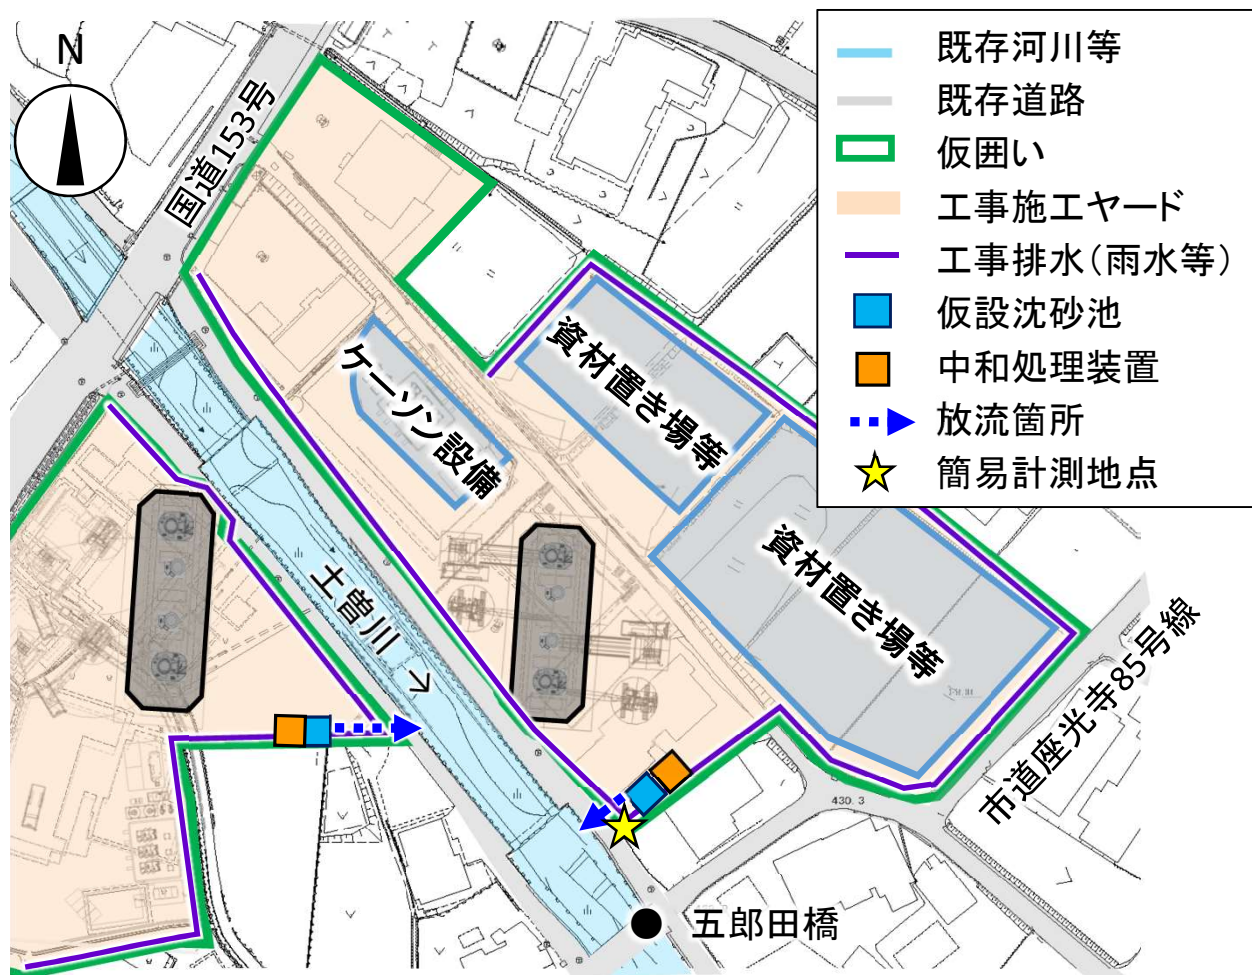 N
国道153号
既存河川等
既存道路
仮囲い
工事施工ヤード
工事排水（雨水等）
仮設沈砂池
中和処理装置
放流箇所
簡易計測地点
資材置き場等
ケーソン設備
資材置き場等
土曽川 →
市道座光寺85号線
430.3
五郎田橋